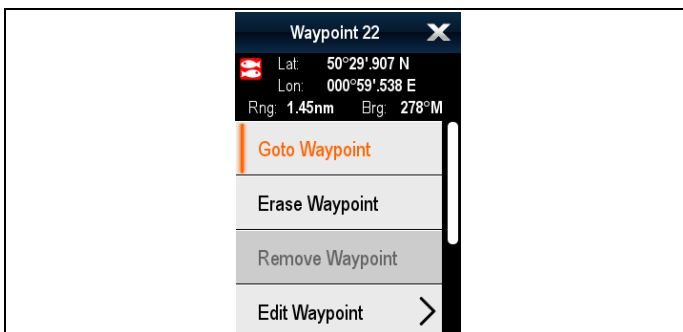 Waypoint 22
Lat: 50°29'.907 N
Lon: 000°59'.538 E
Rng: 1.45nm Brg: 278°M
Goto Waypoint
Erase Waypoint
Remove Waypoint
Edit Waypoint